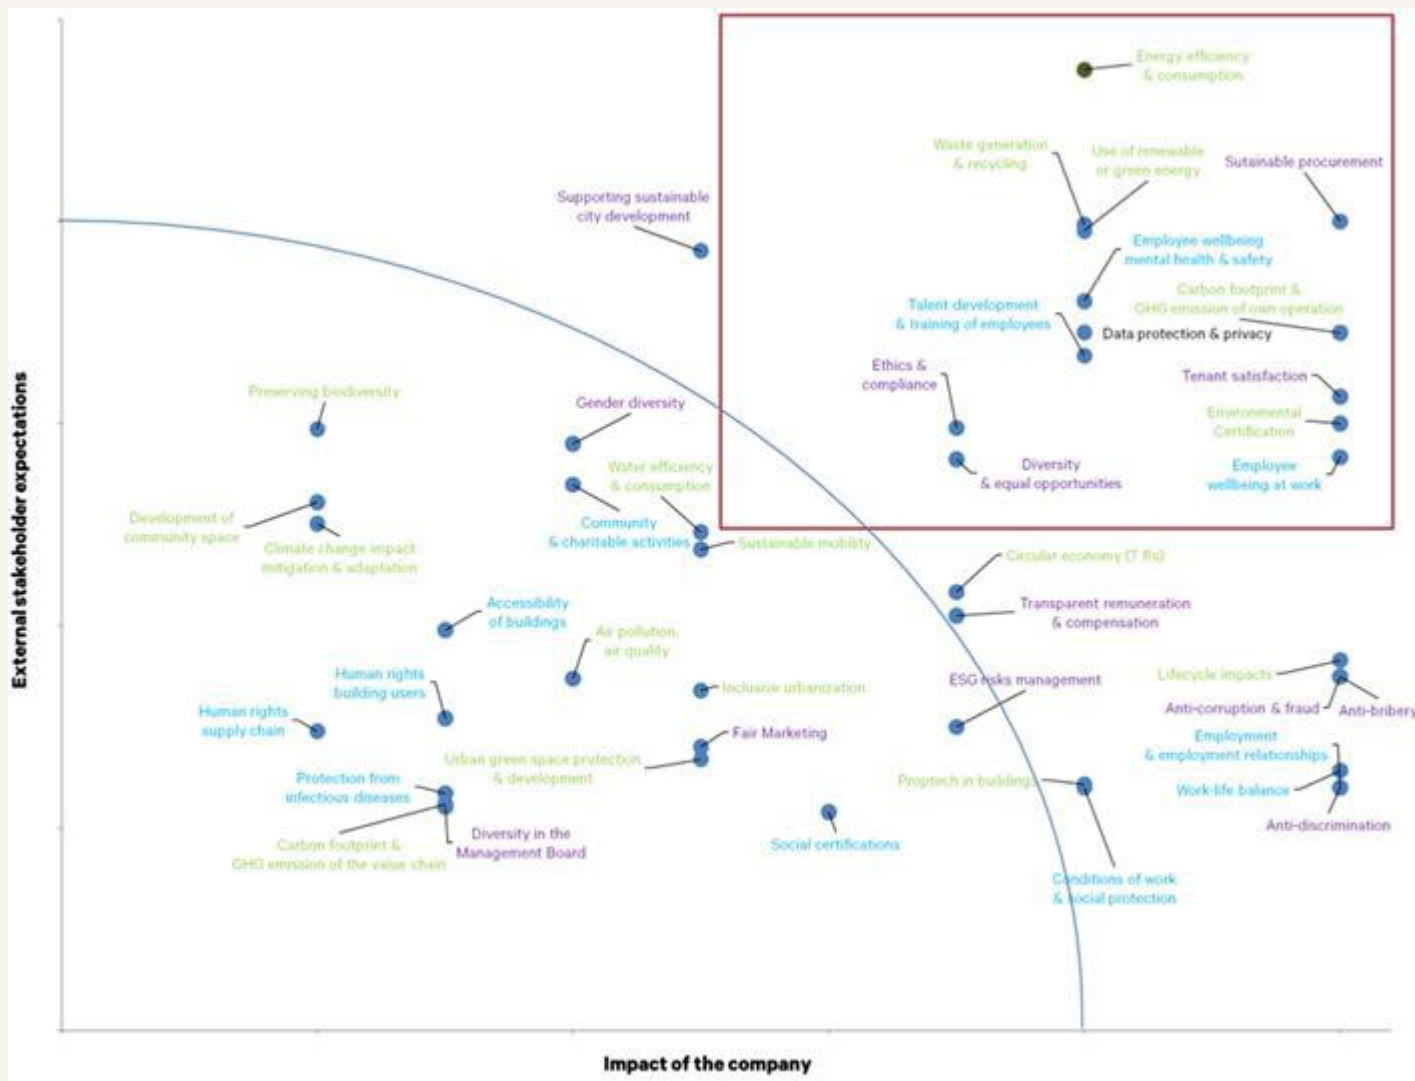 Energy efficiency
& consumption
Waste generation
& recycling
Use of renewable
or green energy
Sutainable procurement
Supporting sustainable
city development
Employee wellbeing
mental health & safety
Carbon footprint &
GHG emission of own operation
Talent development
& training of employees
Data protection & privacy
Ethics &
compliance
Tenant satisfaction
Preserving biodiversity
Gender diversity
Environmental
Certification
Water efficiency
& consumption
Diversity
& equal opportunities
Employee
wellbeing at work
External stakeholder expectations
Development of
community space
Community
& charitable activities
Sustainable mobility
Climate change impact
mitigation & adaptation
Circular economy (7 Rs)
Accessibility
of buildings
Transparent remuneration
& compensation
Air pollution,
air quality
Human rights
building users
Inclusive urbanization
ESG risks management
Lifecycle impacts
Anti-corruption & fraud
Anti-bribery
Human rights
supply chain
Fair Marketing
Employment
& employment relationships
Urban green space protection
& development
Protection from
infectious diseases
Proptech in buildings
Work-life balance
Anti-discrimination
Carbon footprint &
GHG emission of the value chain
Diversity in the
Management Board
Social certifications
Conditions of work
& social protection
Impact of the company